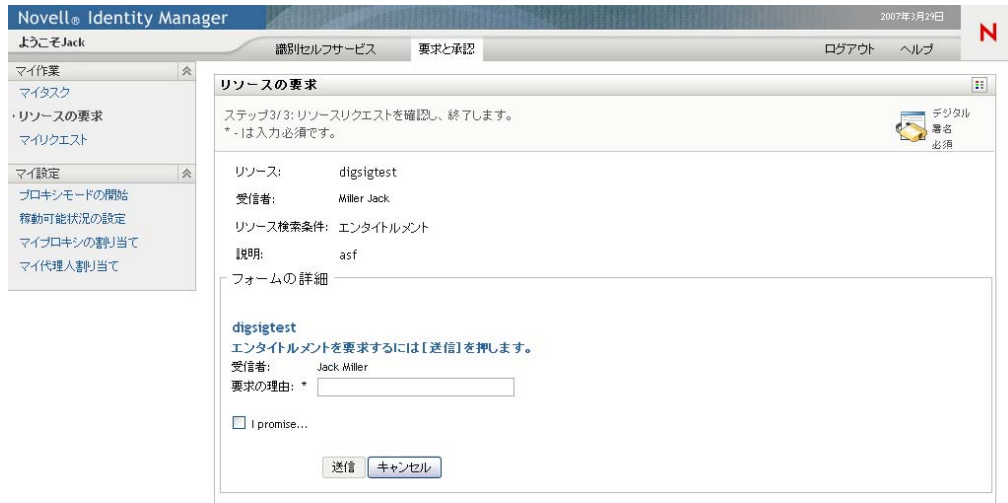 Novell® Identity Manager
2007年3月29日
ようこそJack
識別セルフサービス
要求と承認
ログアウト
ヘルプ
N
マイ作業
マイタスク
・リソースの要求
マイリクエスト
マイ設定
プロキシモードの開始
稼動可能状況の設定
マイプロキシの割り当て
マイ代理人割り当て
リソースの要求
ステップ3/3: リソースリクエストを確認し、終了します。
* - は入力必須です。
デジタル
署名
必須
リソース: digsigtest
受信者: Miller Jack
リソース検索条件: エンタイトルメント
説明: asf
フォームの詳細
digsigtest
エンタイトルメントを要求するには[送信]を押します。
受信者: Jack Miller
要求の理由: *
I promise...
送信 キャンセル